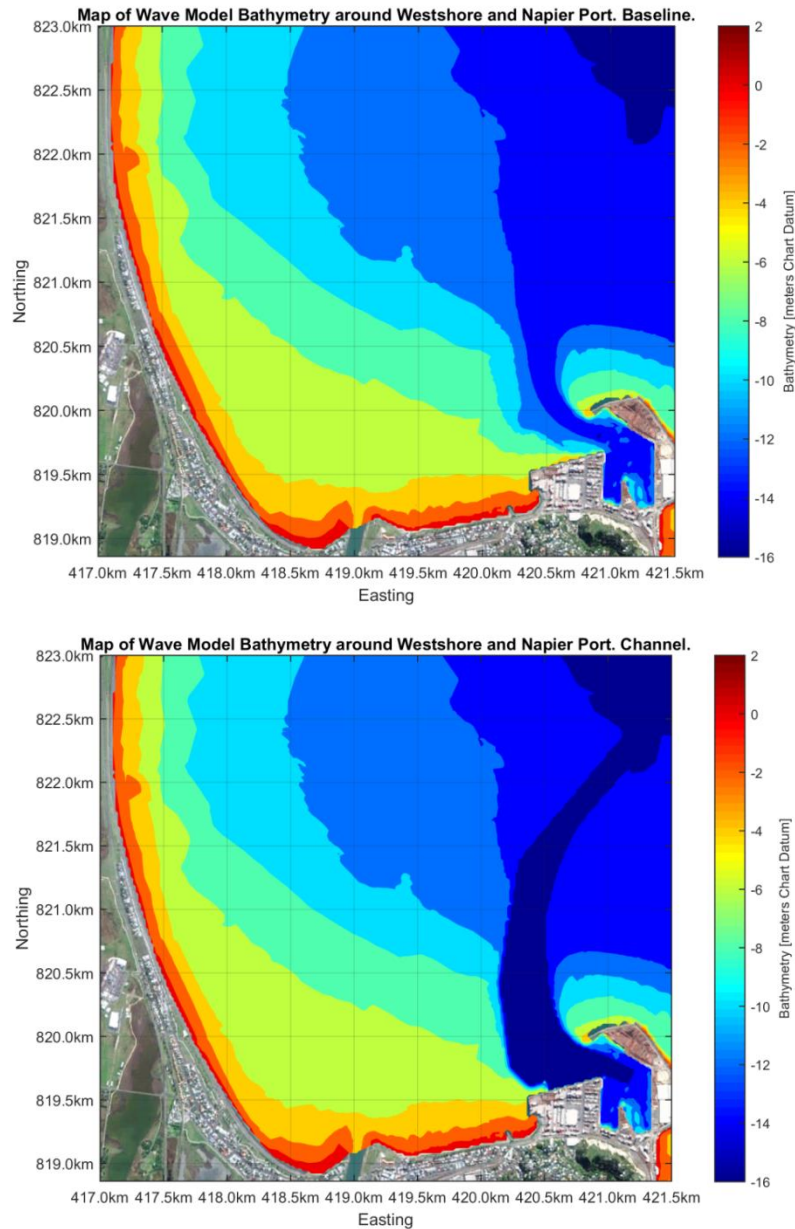 Map of Wave Model Bathymetry around Westshore and Napier Port. Baseline.
823.0km
822.5km
822.0km
821.5km
821.0km
820.5km
820.0km
819.5km
819.0km
Northing
417.0km 417.5km 418.0km 418.5km 419.0km 419.5km 420.0km 420.5km 421.0km 421.5km
Easting
2
0
-2
-4
-6
-8
-10
-12
-14
-16
Bathymetry [meters Chart Datum]
Map of Wave Model Bathymetry around Westshore and Napier Port. Channel.
823.0km
822.5km
822.0km
821.5km
821.0km
820.5km
820.0km
819.5km
819.0km
Northing
417.0km 417.5km 418.0km 418.5km 419.0km 419.5km 420.0km 420.5km 421.0km 421.5km
Easting
2
0
-2
-4
-6
-8
-10
-12
-14
-16
Bathymetry [meters Chart Datum]